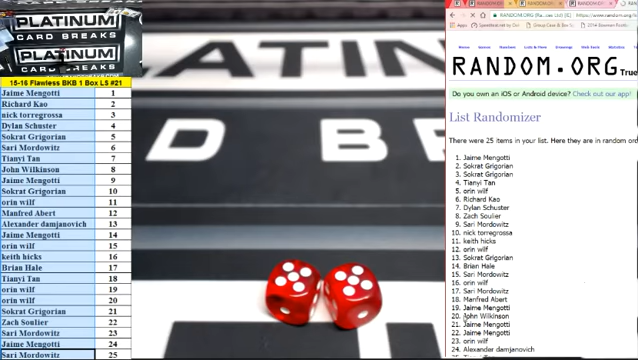 PLATINUM
CARD BREAKS
PLATINUM
CARD BREAKS
15-16 Flawless BKB 1 Box LS #21
Jaime Mengotti 1
Richard Kao 2
nick torregrossa 3
Dylan Schuster 4
Sokrat Grigorian 5
Sari Mordowitz 6
Tianyi Tan 7
John Wilkinson 8
Jaime Mengotti 9
Sokrat Grigorian 10
orin wilf 11
Manfred Abert 12
Alexander damjanovich 13
Jaime Mengotti 14
orin wilf 15
keith hicks 16
Brian Hale 17
Tianyi Tan 18
orin wilf 19
orin wilf 20
Sokrat Grigorian 21
Zach Soulier 22
Sari Mordowitz 23
Jaime Mengotti 24
Sari Mordowitz 25
LATINUM
D B
RANDOM.ORG
True
Do you own an iOS or Android device? Check out our app!
List Randomizer
There were 25 items in your list. Here they are in random ord
1. Jaime Mengotti
2. Sokrat Grigorian
3. Sokrat Grigorian
4. Tianyi Tan
5. orin wilf
6. Richard Kao
7. Dylan Schuster
8. Zach Soulier
9. Sari Mordowitz
10. nick torregrossa
11. keith hicks
12. orin wilf
13. Sokrat Grigorian
14. Brian Hale
15. Sari Mordowitz
16. orin wilf
17. Sari Mordowitz
18. Manfred Abert
19. Jaime Mengotti
20. John Wilkinson
21. Jaime Mengotti
22. Jaime Mengotti
23. orin wilf
24. Alexander damjanovich